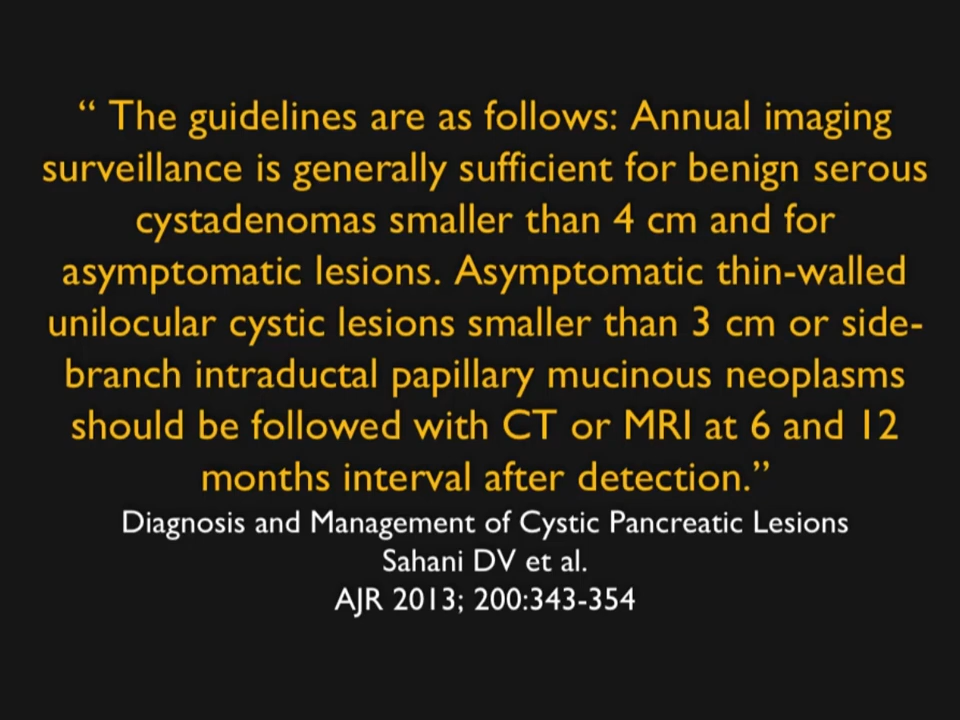 “ The guidelines are as follows: Annual imaging
surveillance is generally sufficient for benign serous
cystadenomas smaller than 4 cm and for
asymptomatic lesions. Asymptomatic thin-walled
unilocular cystic lesions smaller than 3 cm or side-
branch intraductal papillary mucinous neoplasms
should be followed with CT or MRI at 6 and 12
months interval after detection.”
Diagnosis and Management of Cystic Pancreatic Lesions
Sahani DV et al.
AJR 2013; 200:343-354